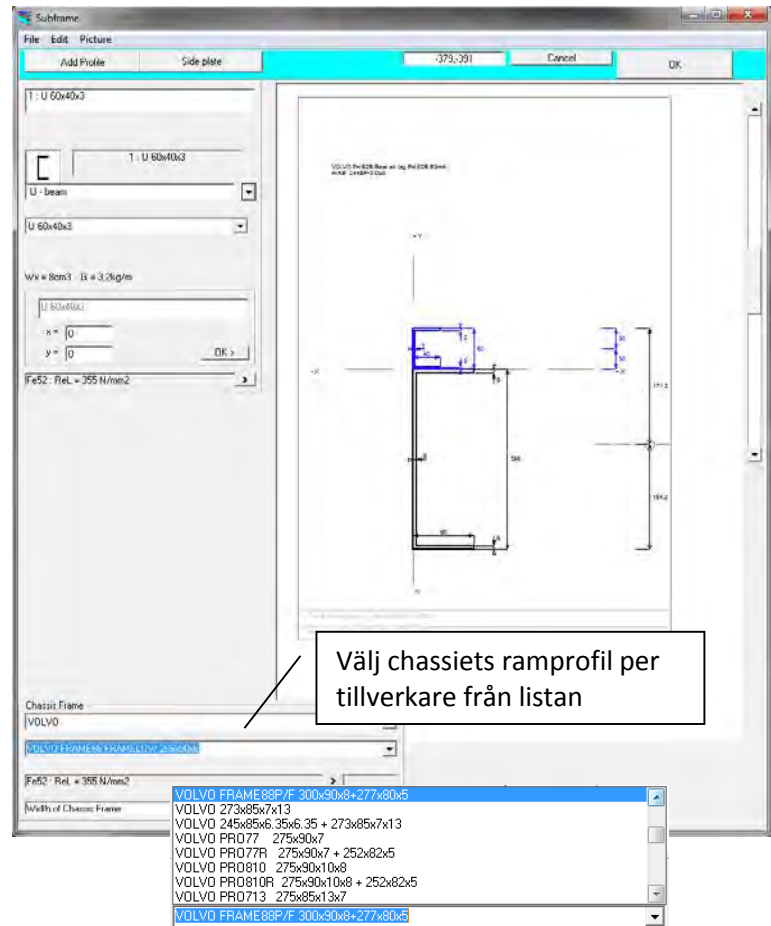 Subframe
File Edit Picture
Add Profile Side plate -379,-391 Cancel OK
1 : U 60x40x3
1 : U 60x40x3
U - beam
U 60x40x3
Wx = 8cm3 G = 3,2kg/m
U 60x40x3
x = 0
y = 0 OK >
Fe52 : ReL = 355 N/mm2 >
Välj chassiets ramprofil per
tillverkare från listan
Chassis Frame
VOLVO
Fe52 : ReL = 355 N/mm2 >
Width of Chassis Frame
VOLVO FRAME88P/F 300x90x8+277x80x5
VOLVO 273x85x7x13
VOLVO 245x85x6.35x6.35 + 273x85x7x13
VOLVO PRO77 275x90x7
VOLVO PRO77R 275x90x7 + 252x82x5
VOLVO PRO810 275x90x10x8
VOLVO PRO810R 275x90x10x8 + 252x82x5
VOLVO PRO713 275x85x13x7
VOLVO FRAME88P/F 300x90x8+277x80x5